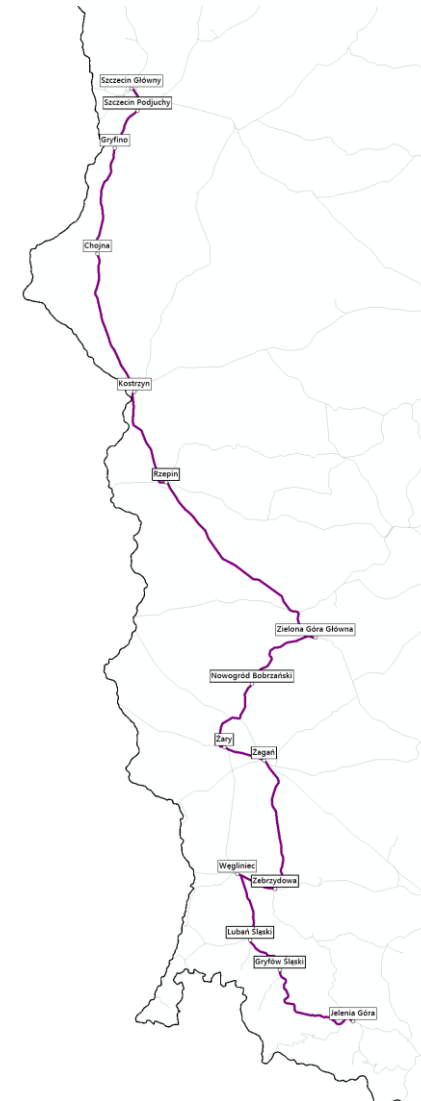 Szczecin Główny
Szczecin Podjuchy
Gryfino
Chojna
Kostrzyn
Rzepin
Zielona Góra Główna
Nowogród Bobrzański
Żary
Żagań
Węgliniec
Zebrzydowa
Lubań Śląski
Gryfów Śląski
Jelenia Góra